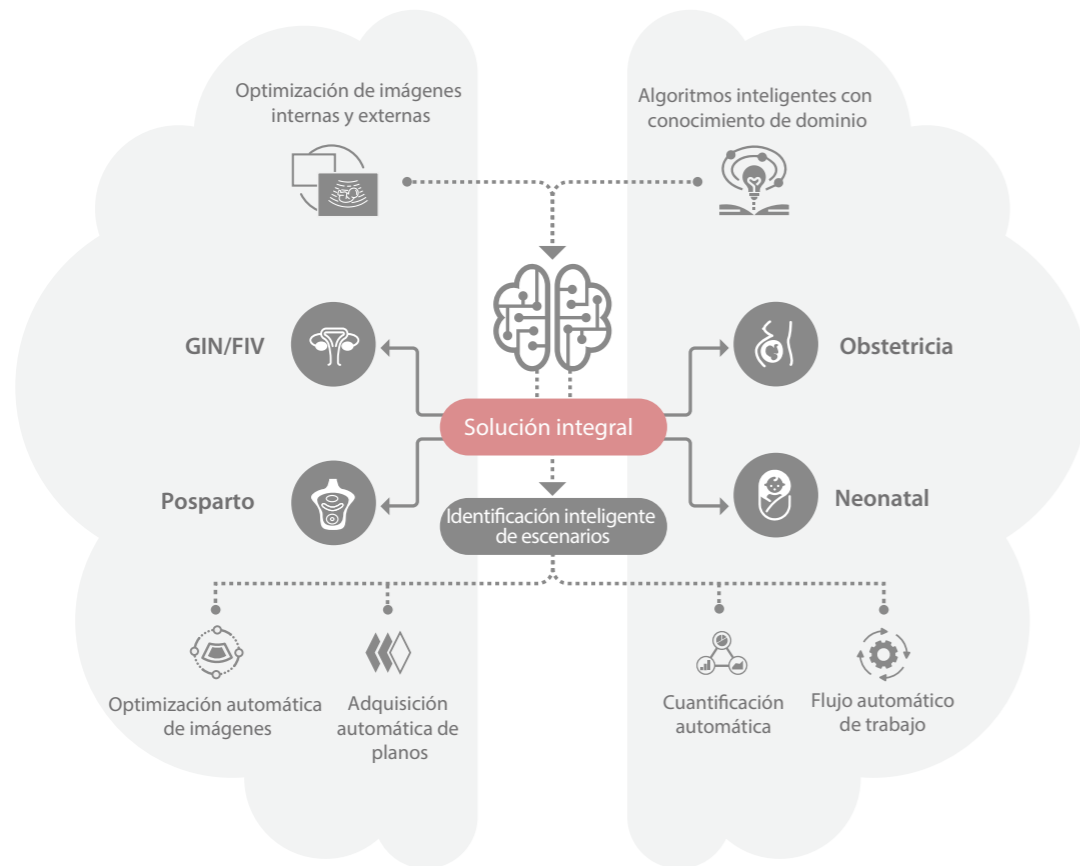 Optimización de imágenes
internas y externas
Algoritmos inteligentes con
conocimiento de dominio
GIN/FIV
Obstetricia
Solución integral
Posparto
Neonatal
Identificación inteligente
de escenarios
Optimización automática
de imágenes
Adquisición
automática de
planos
Cuantificación
automática
Flujo automático
de trabajo